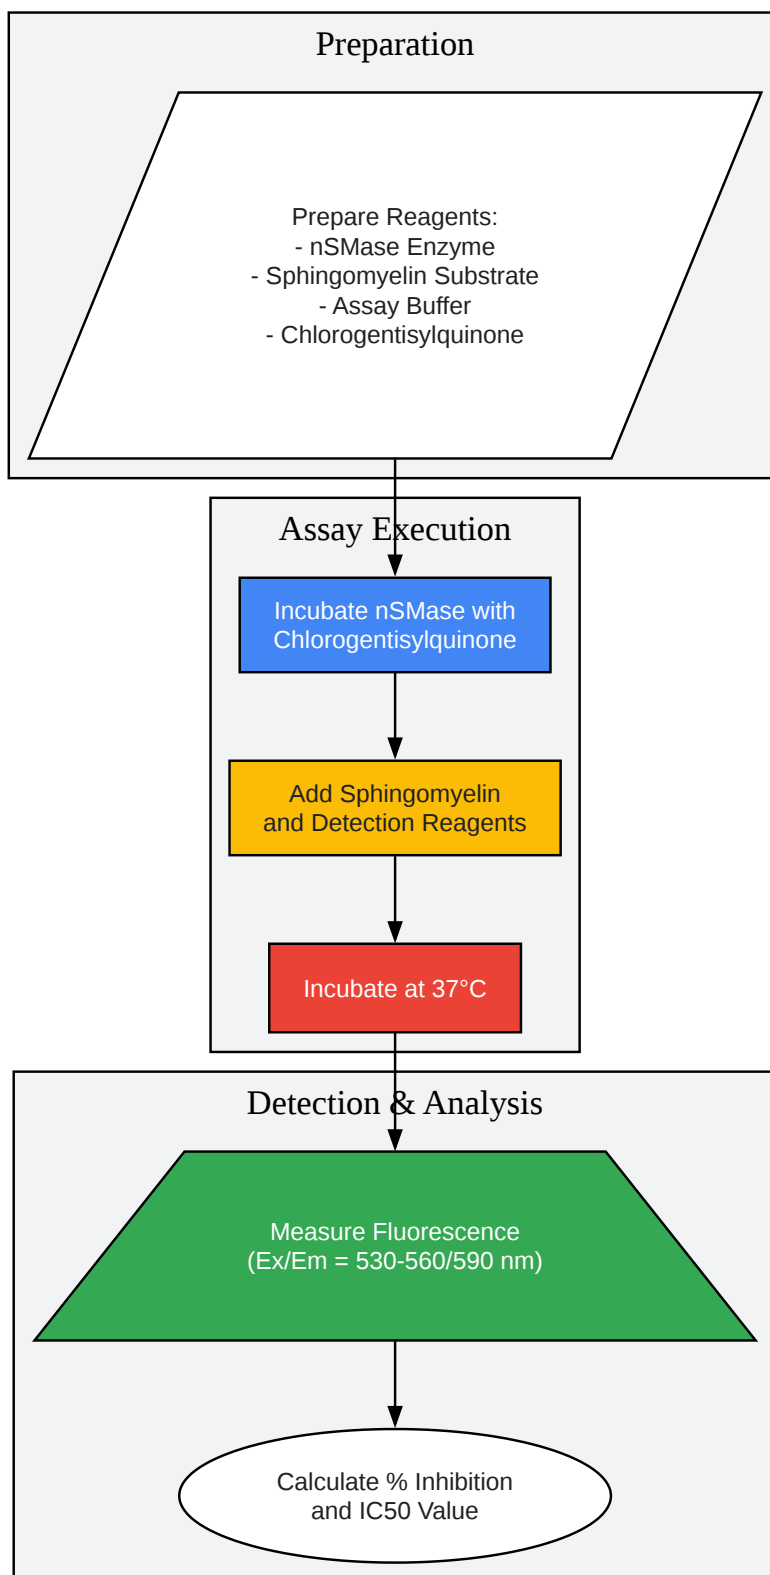 Preparation
Prepare Reagents:
- nSMase Enzyme
- Sphingomyelin Substrate
- Assay Buffer
- Chlorogentisylquinone
Assay Execution
Incubate nSMase with
Chlorogentisylquinone
Add Sphingomyelin
and Detection Reagents
Incubate at 37°C
Detection & Analysis
Measure Fluorescence
(Ex/Em = 530-560/590 nm)
Calculate % Inhibition
and IC50 Value